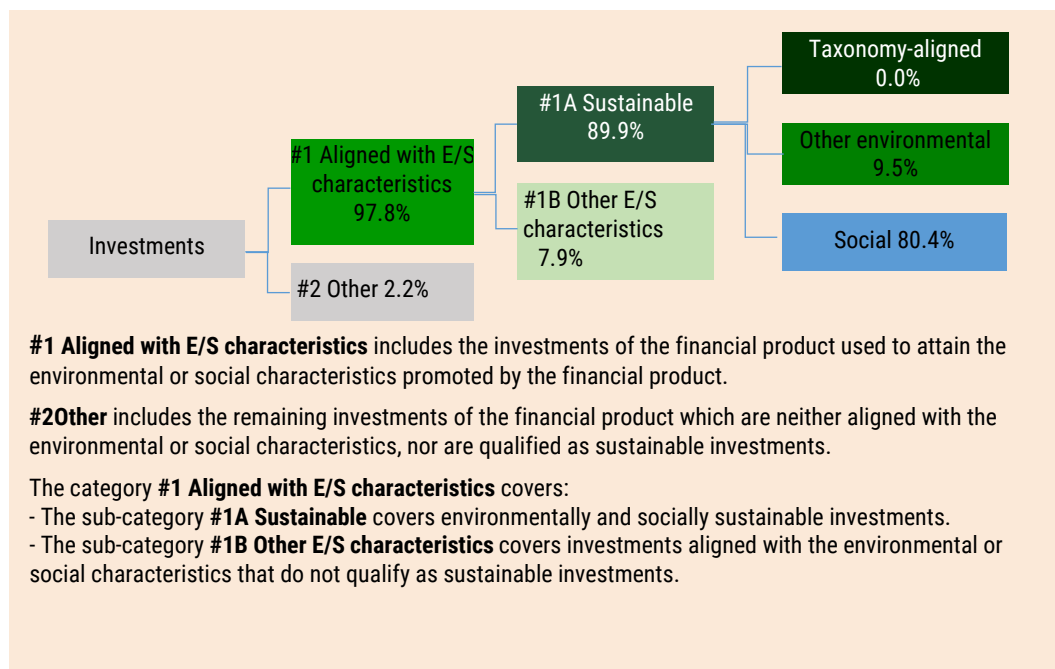 Taxonomy-aligned
0.0%
#1A Sustainable
89.9%
Other environmental
9.5%
#1 Aligned with E/S
characteristics
97.8%
#1B Other E/S
characteristics
7.9%
Investments
Social 80.4%
#2 Other 2.2%
#1 Aligned with E/S characteristics includes the investments of the financial product used to attain the
environmental or social characteristics promoted by the financial product.
#2Other includes the remaining investments of the financial product which are neither aligned with the
environmental or social characteristics, nor are qualified as sustainable investments.
The category #1 Aligned with E/S characteristics covers:
- The sub-category #1A Sustainable covers environmentally and socially sustainable investments.
- The sub-category #1B Other E/S characteristics covers investments aligned with the environmental or
social characteristics that do not qualify as sustainable investments.